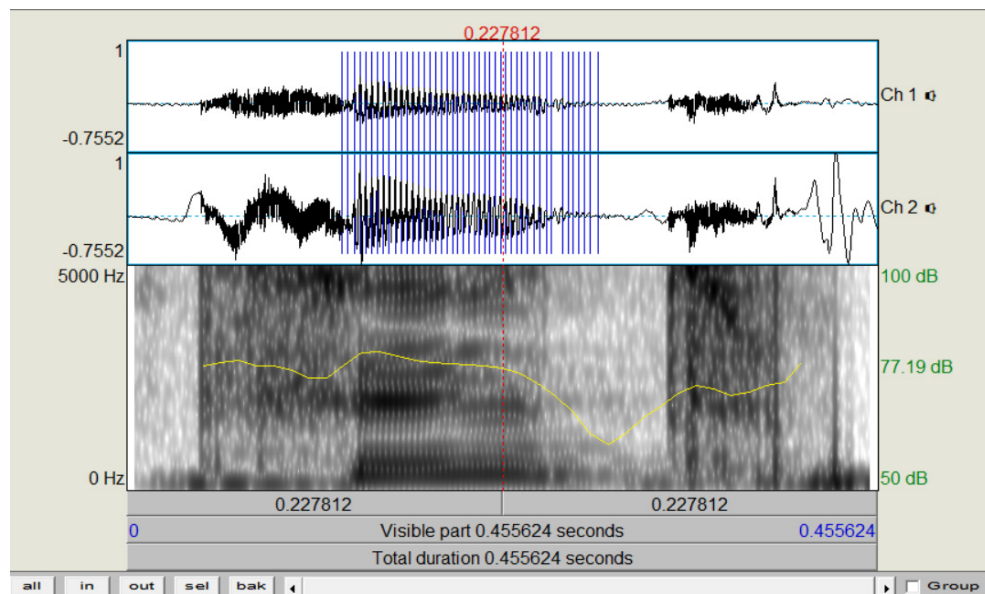 0.227812
1
Ch 1
-0.7552
1
Ch 2
-0.7552
5000 Hz
100 dB
77.19 dB
0 Hz
50 dB
0.227812
0.227812
0
Visible part 0.455624 seconds
0.455624
Total duration 0.455624 seconds
all
in
out
sel
bak
Group